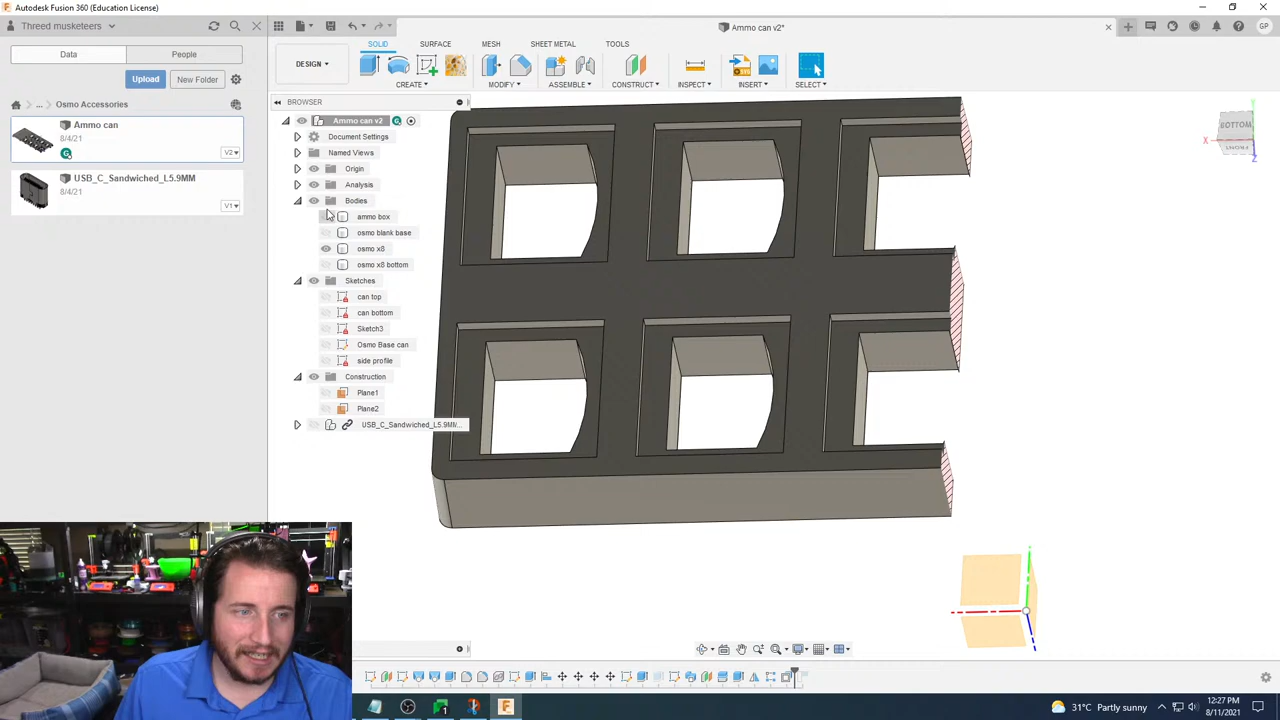 Autodesk Fusion 360 (Education License)
Threed musketeers
Ammo can v2*
GP
Data
People
Upload
New Folder
... Osmo Accessories
Ammo can
8/4/21
G
V2
USB_C_Sandwiched_L5.9MM
8/4/21
V1
DESIGN
SOLID
SURFACE
MESH
SHEET METAL
TOOLS
CREATE
MODIFY
ASSEMBLE
CONSTRUCT
INSPECT
INSERT
SELECT
BROWSER
Ammo can v2
G
Document Settings
Named Views
Origin
Analysis
Bodies
ammo box
osmo blank base
osmo x8
osmo x8 bottom
Sketches
can top
can bottom
Sketch3
Osmo Base can
side profile
Construction
Plane1
Plane2
USB_C_Sandwiched_L5.9MM...
BOTTOM
FRONT
X
Z
12:27 PM
31°C Partly sunny
8/11/2021